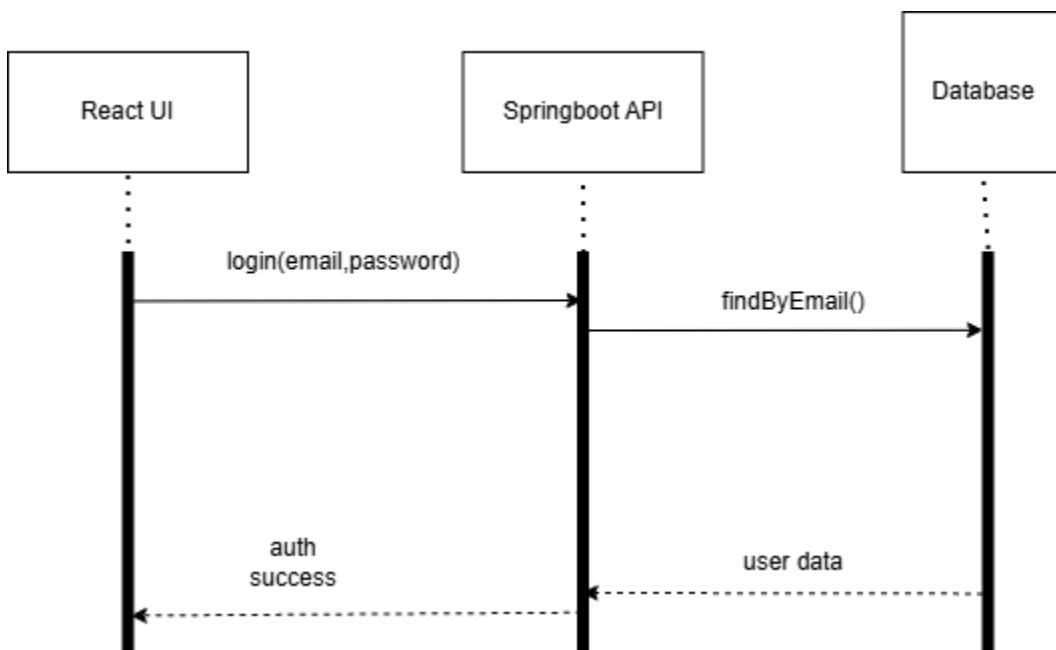 React UI
Springboot API
Database
login(email,password)
findByEmail()
auth
success
user data